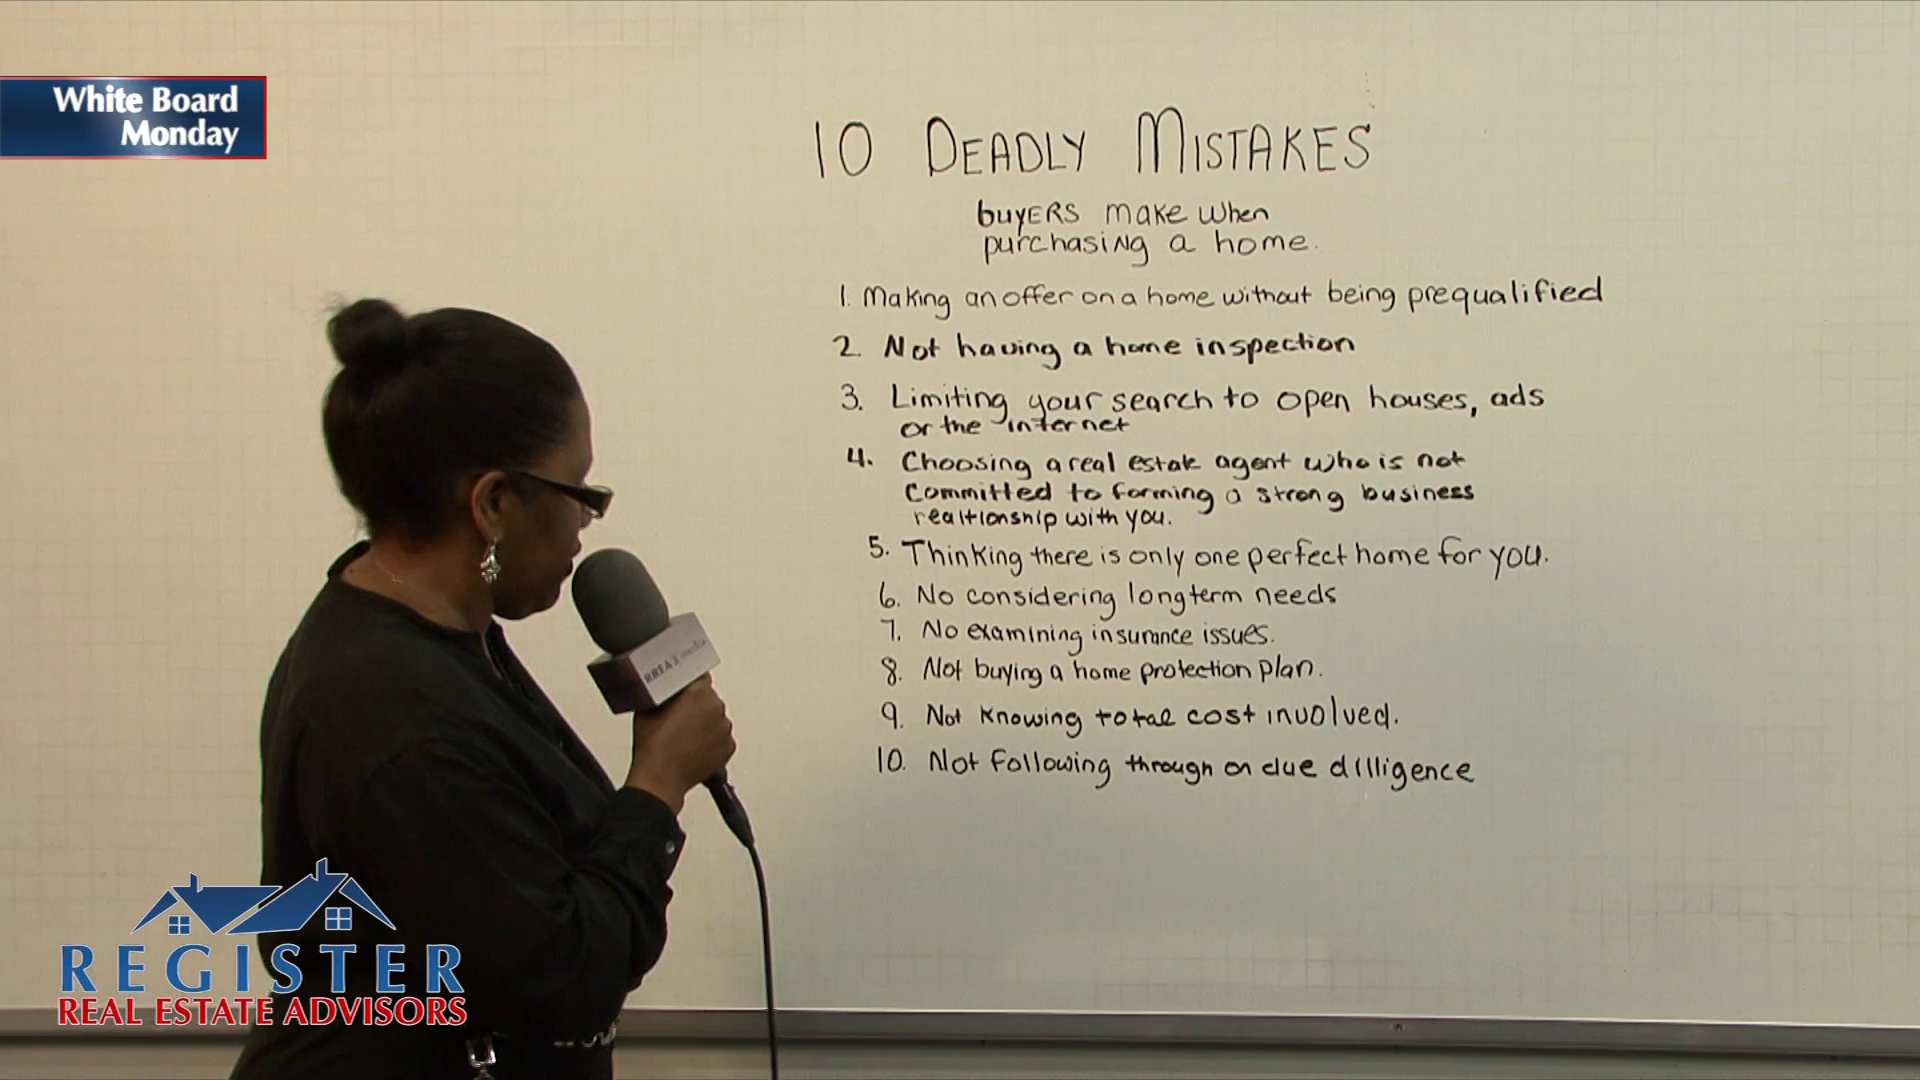 White Board
Monday
10 DEADLY MISTAKES
buyERS make when
purchasing a home.
1. Making an offer on a home without being prequalified
2. Not having a home inspection
3. Limiting your search to open houses, ads
or the internet
4. Choosing a real estate agent who is not
committed to forming a strong business
realtionship with you.
5. Thinking there is only one perfect home for you.
6. No considering longterm needs
7. No examining insurance issues.
8. Not buying a home protection plan.
9. Not knowing total cost involved.
10. Not following through on due dilligence
REGISTER
REAL ESTATE ADVISORS